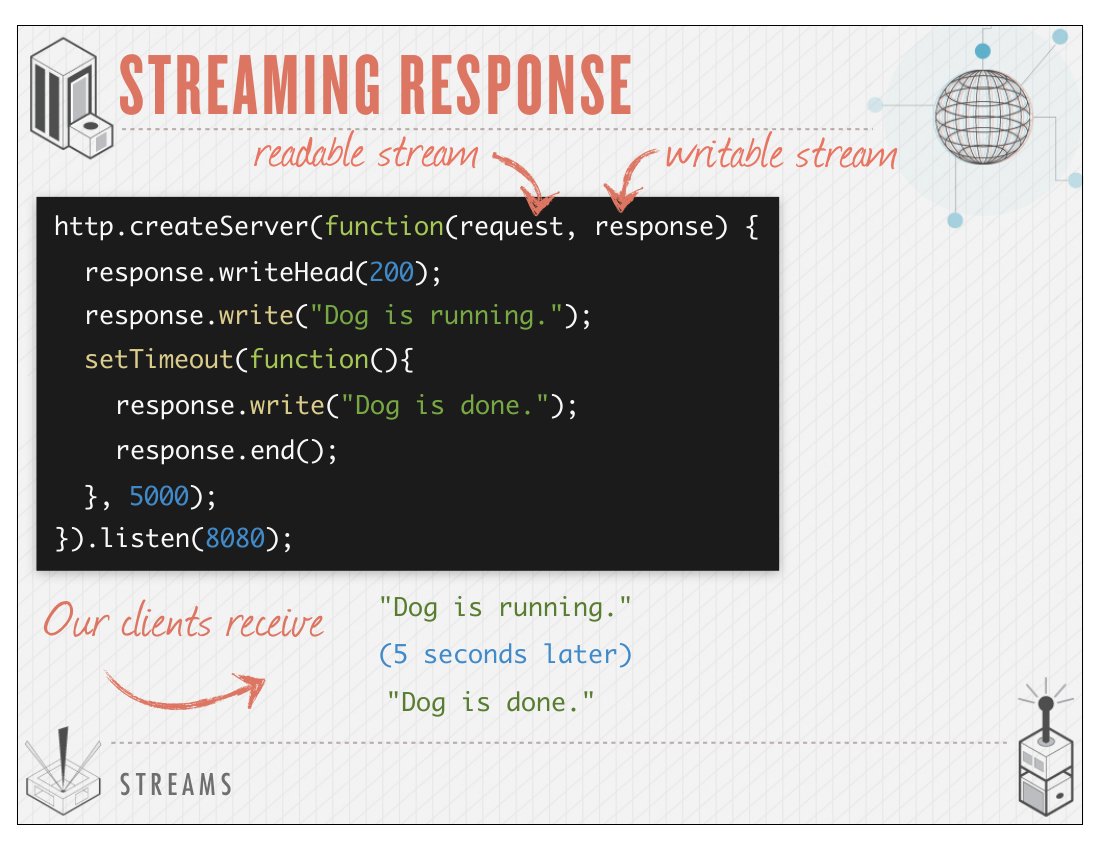 STREAMING RESPONSE
readable stream
writable stream
http.createServer(function(request, response) {
response.writeHead(200);
response.write("Dog is running.");
setTimeout(function(){
response.write("Dog is done.");
response.end();
}, 5000);
}).listen(8080);
Our clients receive
"Dog is running."
(5 seconds later)
"Dog is done."
STREAMS